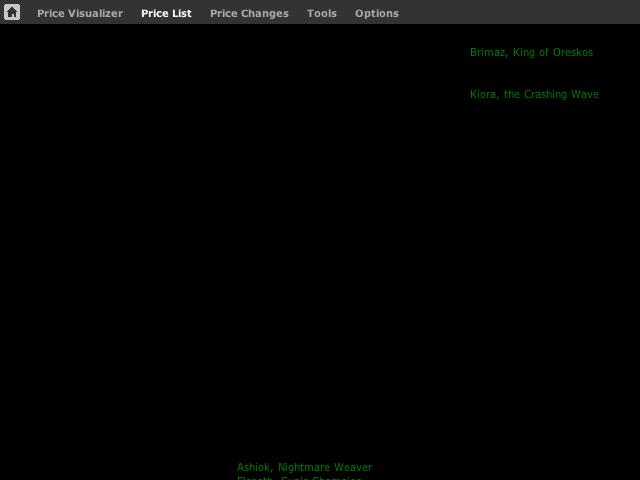 Price Visualizer Price List Price Changes Tools Options
Brimaz, King of Oreskos
Kiora, the Crashing Wave
Ashiok, Nightmare Weaver